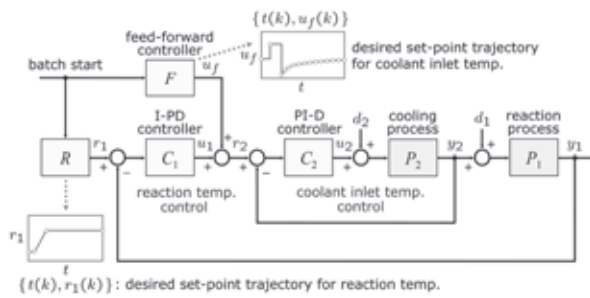 {t(k), u_f(k)}
feed-forward
controller
batch start
F
u_f
u_f
t
desired set-point trajectory
for coolant inlet temp.
I-PD
controller
PI-D
controller
cooling
process
reaction
process
R
r_1
+
−
C_1
u_1
+
+
r_2
+
−
C_2
u_2
+
d_2
+
P_2
y_2
+
d_1
+
P_1
y_1
reaction temp.
control
coolant inlet temp.
control
r_1
t
{t(k), r_1(k)} : desired set-point trajectory for reaction temp.